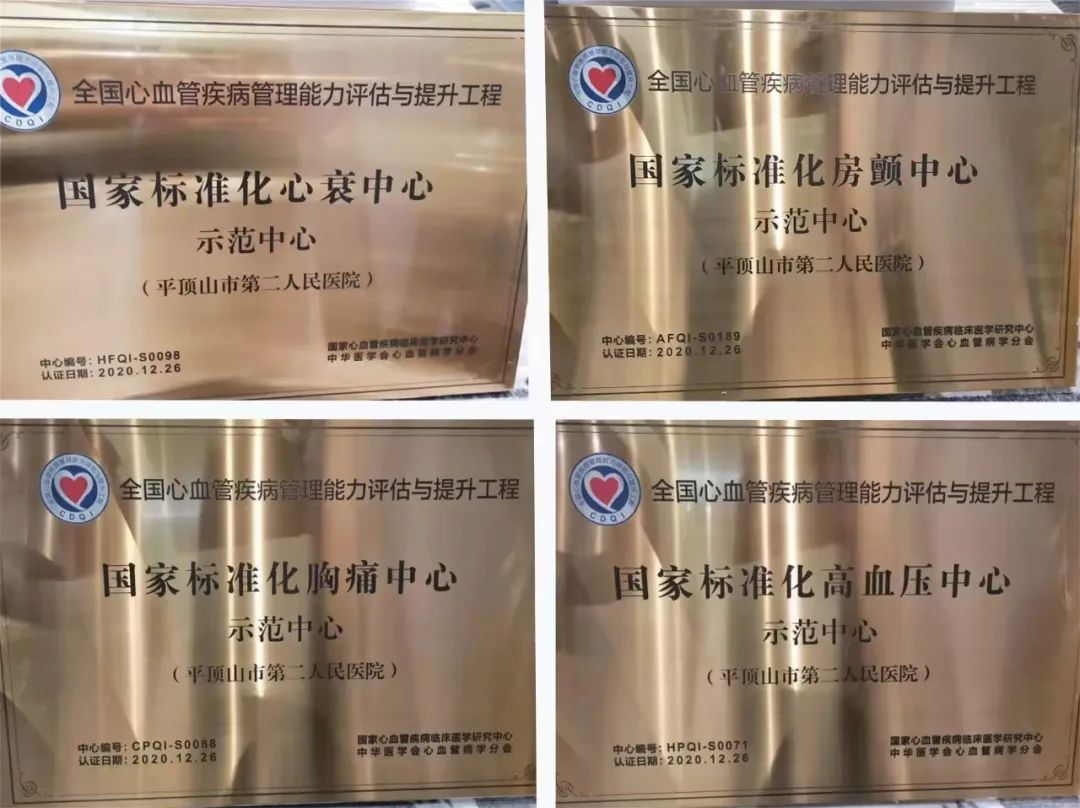 CDQI
全国心血管疾病管理能力评估与提升工程
国家标准化心衰中心
示范中心
（平顶山市第二人民医院）
中心编号：HFQI-S0098
认证日期：2020.12.26
国家心血管疾病临床医学研究中心
中华医学会心血管病学分会
CDQI
全国心血管疾病管理能力评估与提升工程
国家标准化房颤中心
示范中心
（平顶山市第二人民医院）
中心编号：AFQI-S0189
认证日期：2020.12.26
国家心血管疾病临床医学研究中心
中华医学会心血管病学分会
CDQI
全国心血管疾病管理能力评估与提升工程
国家标准化胸痛中心
示范中心
（平顶山市第二人民医院）
中心编号：CPQI-S0088
认证日期：2020.12.26
国家心血管疾病临床医学研究中心
中华医学会心血管病学分会
CDQI
全国心血管疾病管理能力评估与提升工程
国家标准化高血压中心
示范中心
（平顶山市第二人民医院）
中心编号：HPQI-S0071
认证日期：2020.12.26
国家心血管疾病临床医学研究中心
中华医学会心血管病学分会